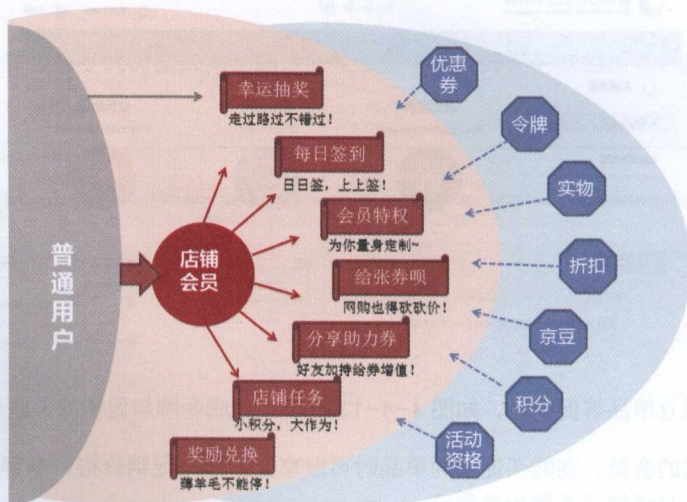 优惠
券
幸运抽奖
走过路过不错过!
令牌
每日签到
日日签,上上签!
实物
会员特权
为你量身定制~
普通用户
店铺
会员
给张券呗
网购也得砍砍价!
折扣
分享助力券
好友加持给券增值!
京豆
店铺任务
小积分,大作为!
积分
活动
资格
奖励兑换
薅羊毛不能停!